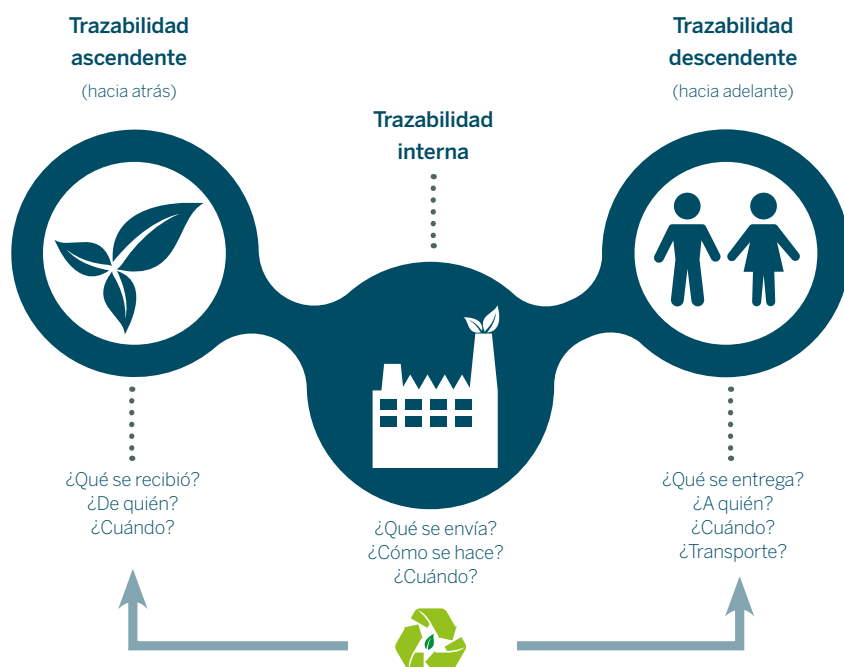 Trazabilidad
ascendente
(hacia atrás)
Trazabilidad
interna
Trazabilidad
descendente
(hacia adelante)
¿Qué se recibió?
¿De quién?
¿Cuándo?
¿Qué se envía?
¿Cómo se hace?
¿Cuándo?
¿Qué se entrega?
¿A quién?
¿Cuándo?
¿Transporte?